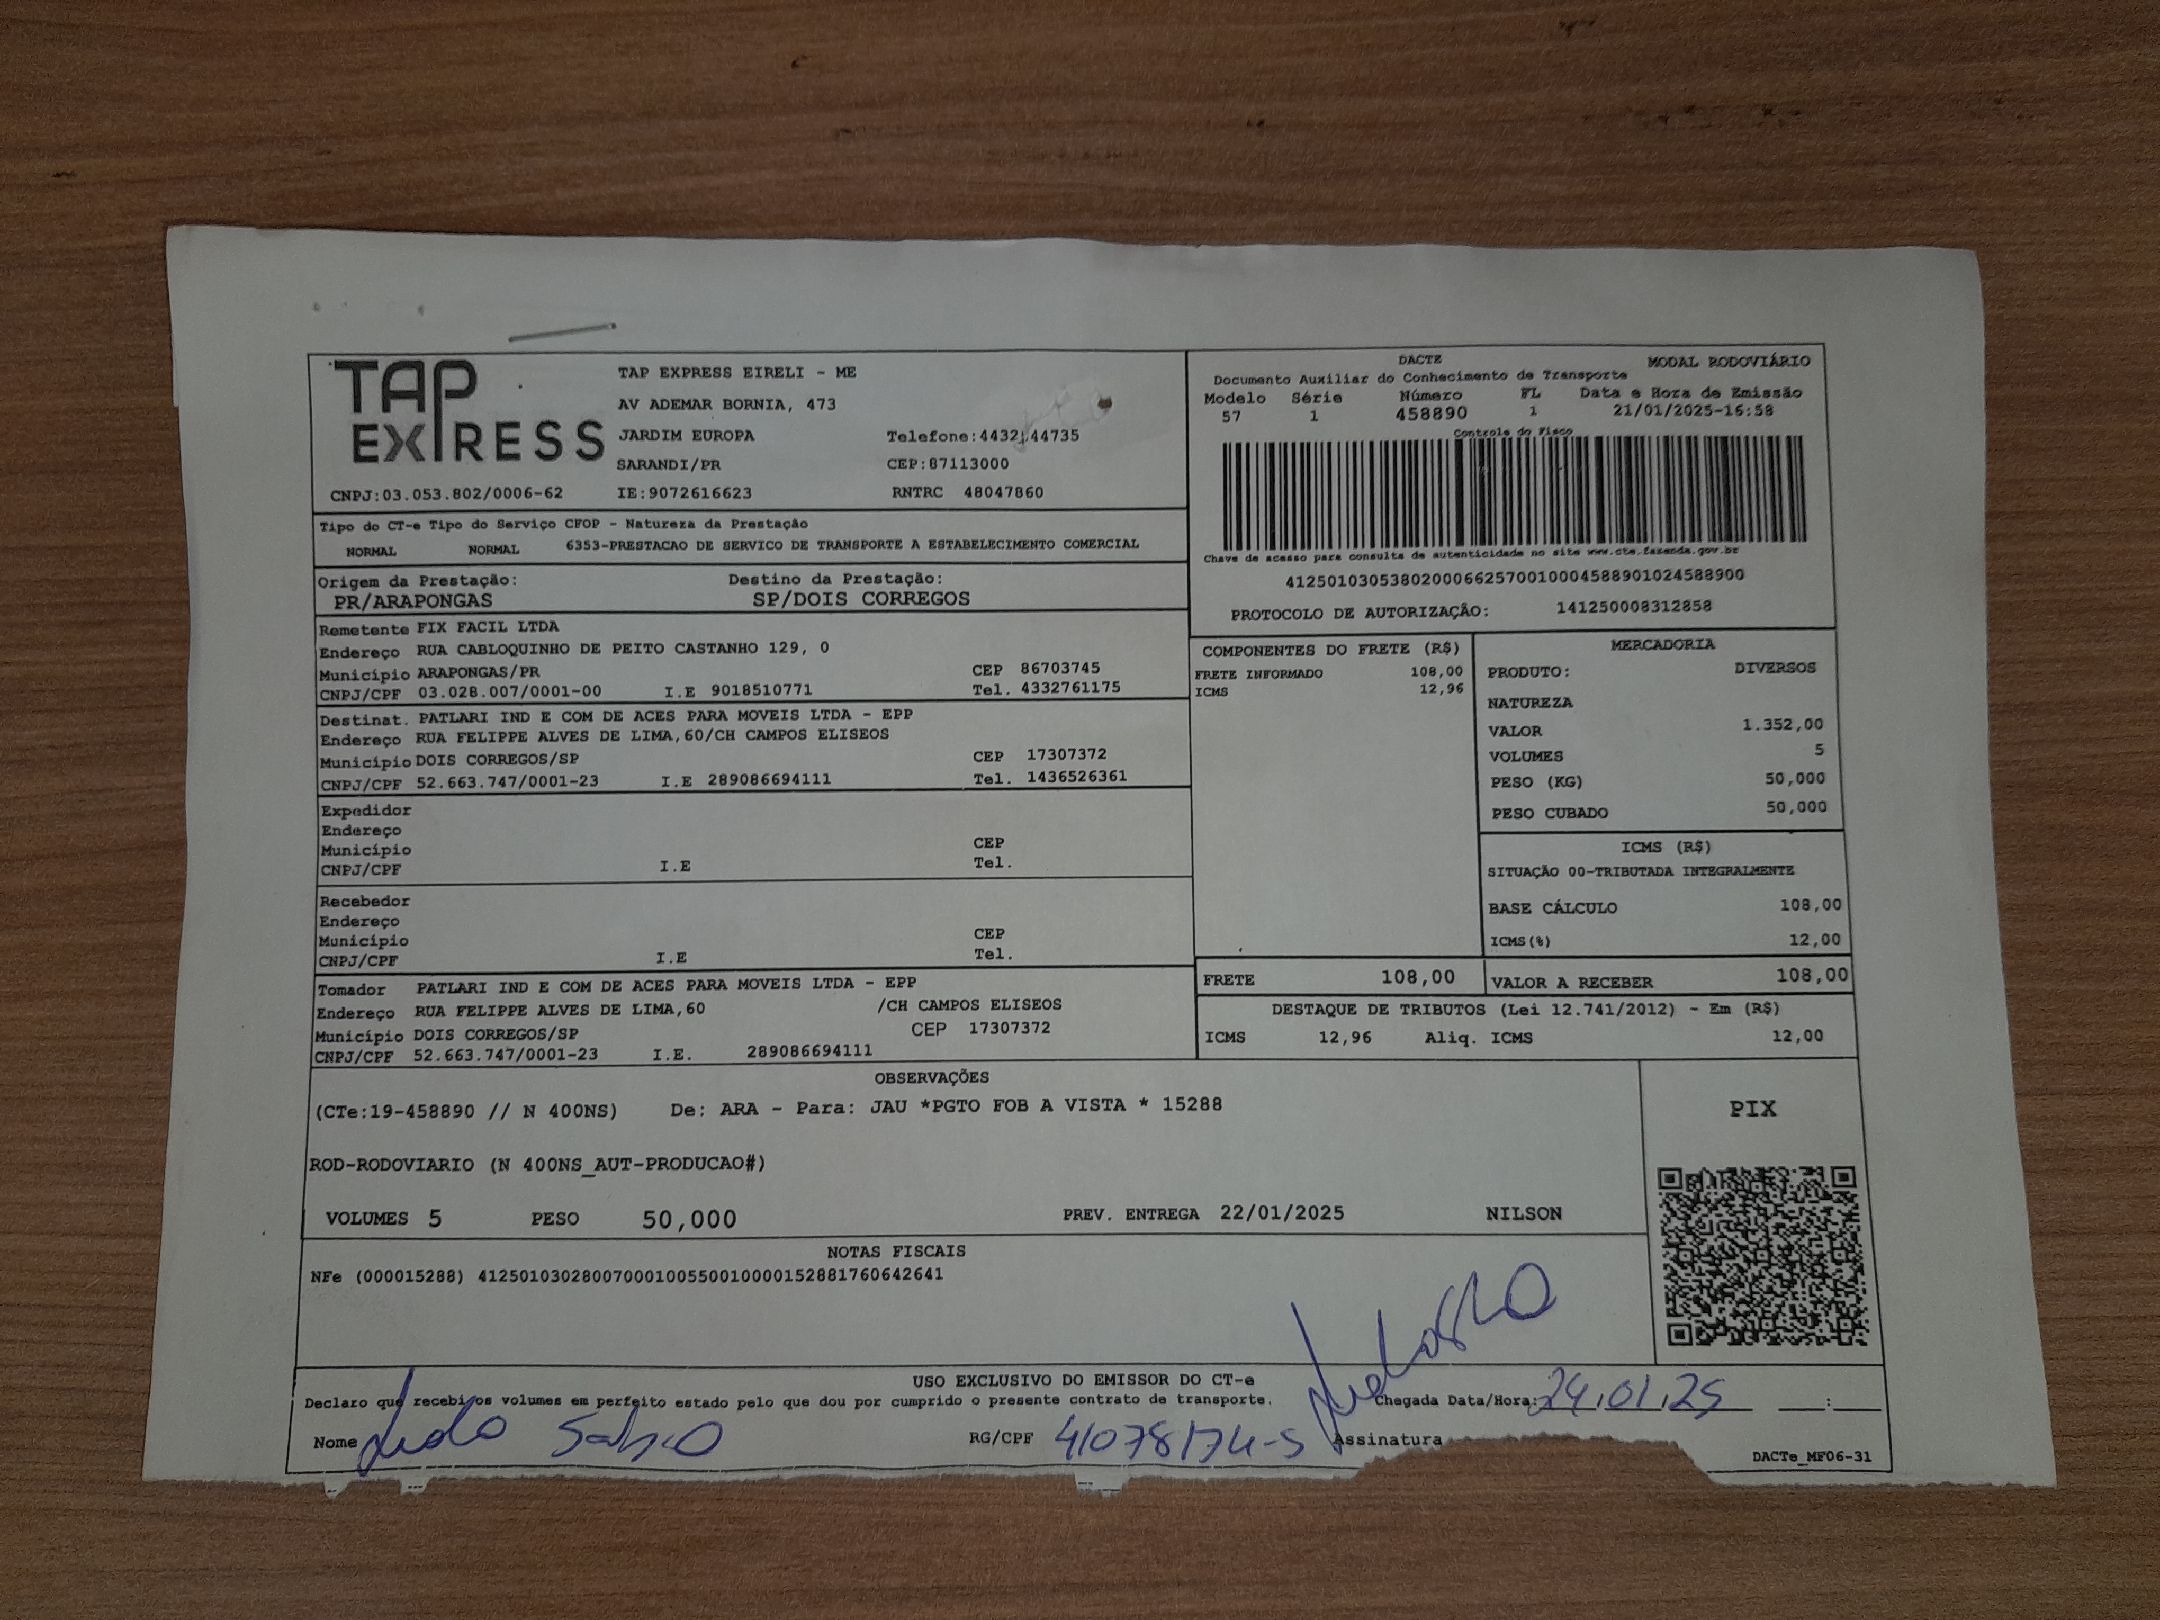 TAP EXPRESS
TAP EXPRESS EIRELI - ME
AV ADEMAR BORNIA, 473
JARDIM EUROPA Telefone:4432144735
SARANDI/PR CEP:87113000
CNPJ:03.053.802/0006-62 IE:9072616623 RNTRC 48047860
DACTE MODAL RODOVIÁRIO
Documento Auxiliar do Conhecimento de Transporte
Modelo Série Número FL Data e Hora de Emissão
57 1 458890 1 21/01/2025-16:58
Controle do Fisco
Chave de acesso para consulta de autenticidade no site www.cte.fazenda.gov.br
41250103053802000662570010004588901024588900
PROTOCOLO DE AUTORIZAÇÃO: 141250008312858
Tipo do CT-e Tipo do Serviço CFOP - Natureza da Prestação
NORMAL NORMAL 6353-PRESTACAO DE SERVICO DE TRANSPORTE A ESTABELECIMENTO COMERCIAL
Origem da Prestação: Destino da Prestação:
PR/ARAPONGAS SP/DOIS CORREGOS
Remetente FIX FACIL LTDA
Endereço RUA CABLOQUINHO DE PEITO CASTANHO 129, 0
Município ARAPONGAS/PR CEP 86703745
CNPJ/CPF 03.028.007/0001-00 I.E 9018510771 Tel. 4332761175
Destinat. PATLARI IND E COM DE ACES PARA MOVEIS LTDA - EPP
Endereço RUA FELIPPE ALVES DE LIMA,60/CH CAMPOS ELISEOS
Município DOIS CORREGOS/SP CEP 17307372
CNPJ/CPF 52.663.747/0001-23 I.E 289086694111 Tel. 1436526361
Expedidor
Endereço
Município CEP
CNPJ/CPF I.E Tel.
Recebedor
Endereço
Município CEP
CNPJ/CPF I.E Tel.
Tomador PATLARI IND E COM DE ACES PARA MOVEIS LTDA - EPP
Endereço RUA FELIPPE ALVES DE LIMA,60 /CH CAMPOS ELISEOS
Município DOIS CORREGOS/SP CEP 17307372
CNPJ/CPF 52.663.747/0001-23 I.E. 289086694111
COMPONENTES DO FRETE (R$)
FRETE INFORMADO 108,00
ICMS 12,96
MERCADORIA
PRODUTO: DIVERSOS
NATUREZA
VALOR 1.352,00
VOLUMES 5
PESO (KG) 50,000
PESO CUBADO 50,000
ICMS (R$)
SITUAÇÃO 00-TRIBUTADA INTEGRALMENTE
BASE CÁLCULO 108,00
ICMS(%) 12,00
FRETE 108,00 VALOR A RECEBER 108,00
DESTAQUE DE TRIBUTOS (Lei 12.741/2012) - Em (R$)
ICMS 12,96 Aliq. ICMS 12,00
OBSERVAÇÕES
(CTe:19-458890 // N 400NS) De: ARA - Para: JAU *PGTO FOB A VISTA * 15288
ROD-RODOVIARIO (N 400NS_AUT-PRODUCAO#)
VOLUMES 5 PESO 50,000 PREV. ENTREGA 22/01/2025 NILSON
PIX
NOTAS FISCAIS
NFe (000015288) 41250103028007000100550010000152881760642641
USO EXCLUSIVO DO EMISSOR DO CT-e
Declaro que recebi os volumes em perfeito estado pelo que dou por cumprido o presente contrato de transporte. Chegada Data/Hora: 24.01.25 :
Nome RG/CPF 41078174-5 Assinatura
DACTe_MF06-31